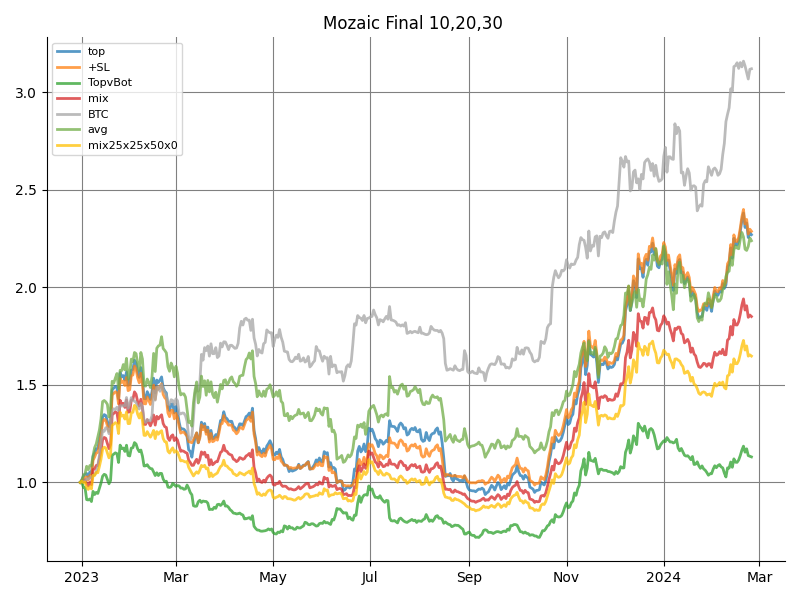 Mozaic Final 10,20,30
top
+SL
TopvBot
mix
BTC
avg
mix25x25x50x0
3.0
2.5
2.0
1.5
1.0
2023 Mar May Jul Sep Nov 2024 Mar